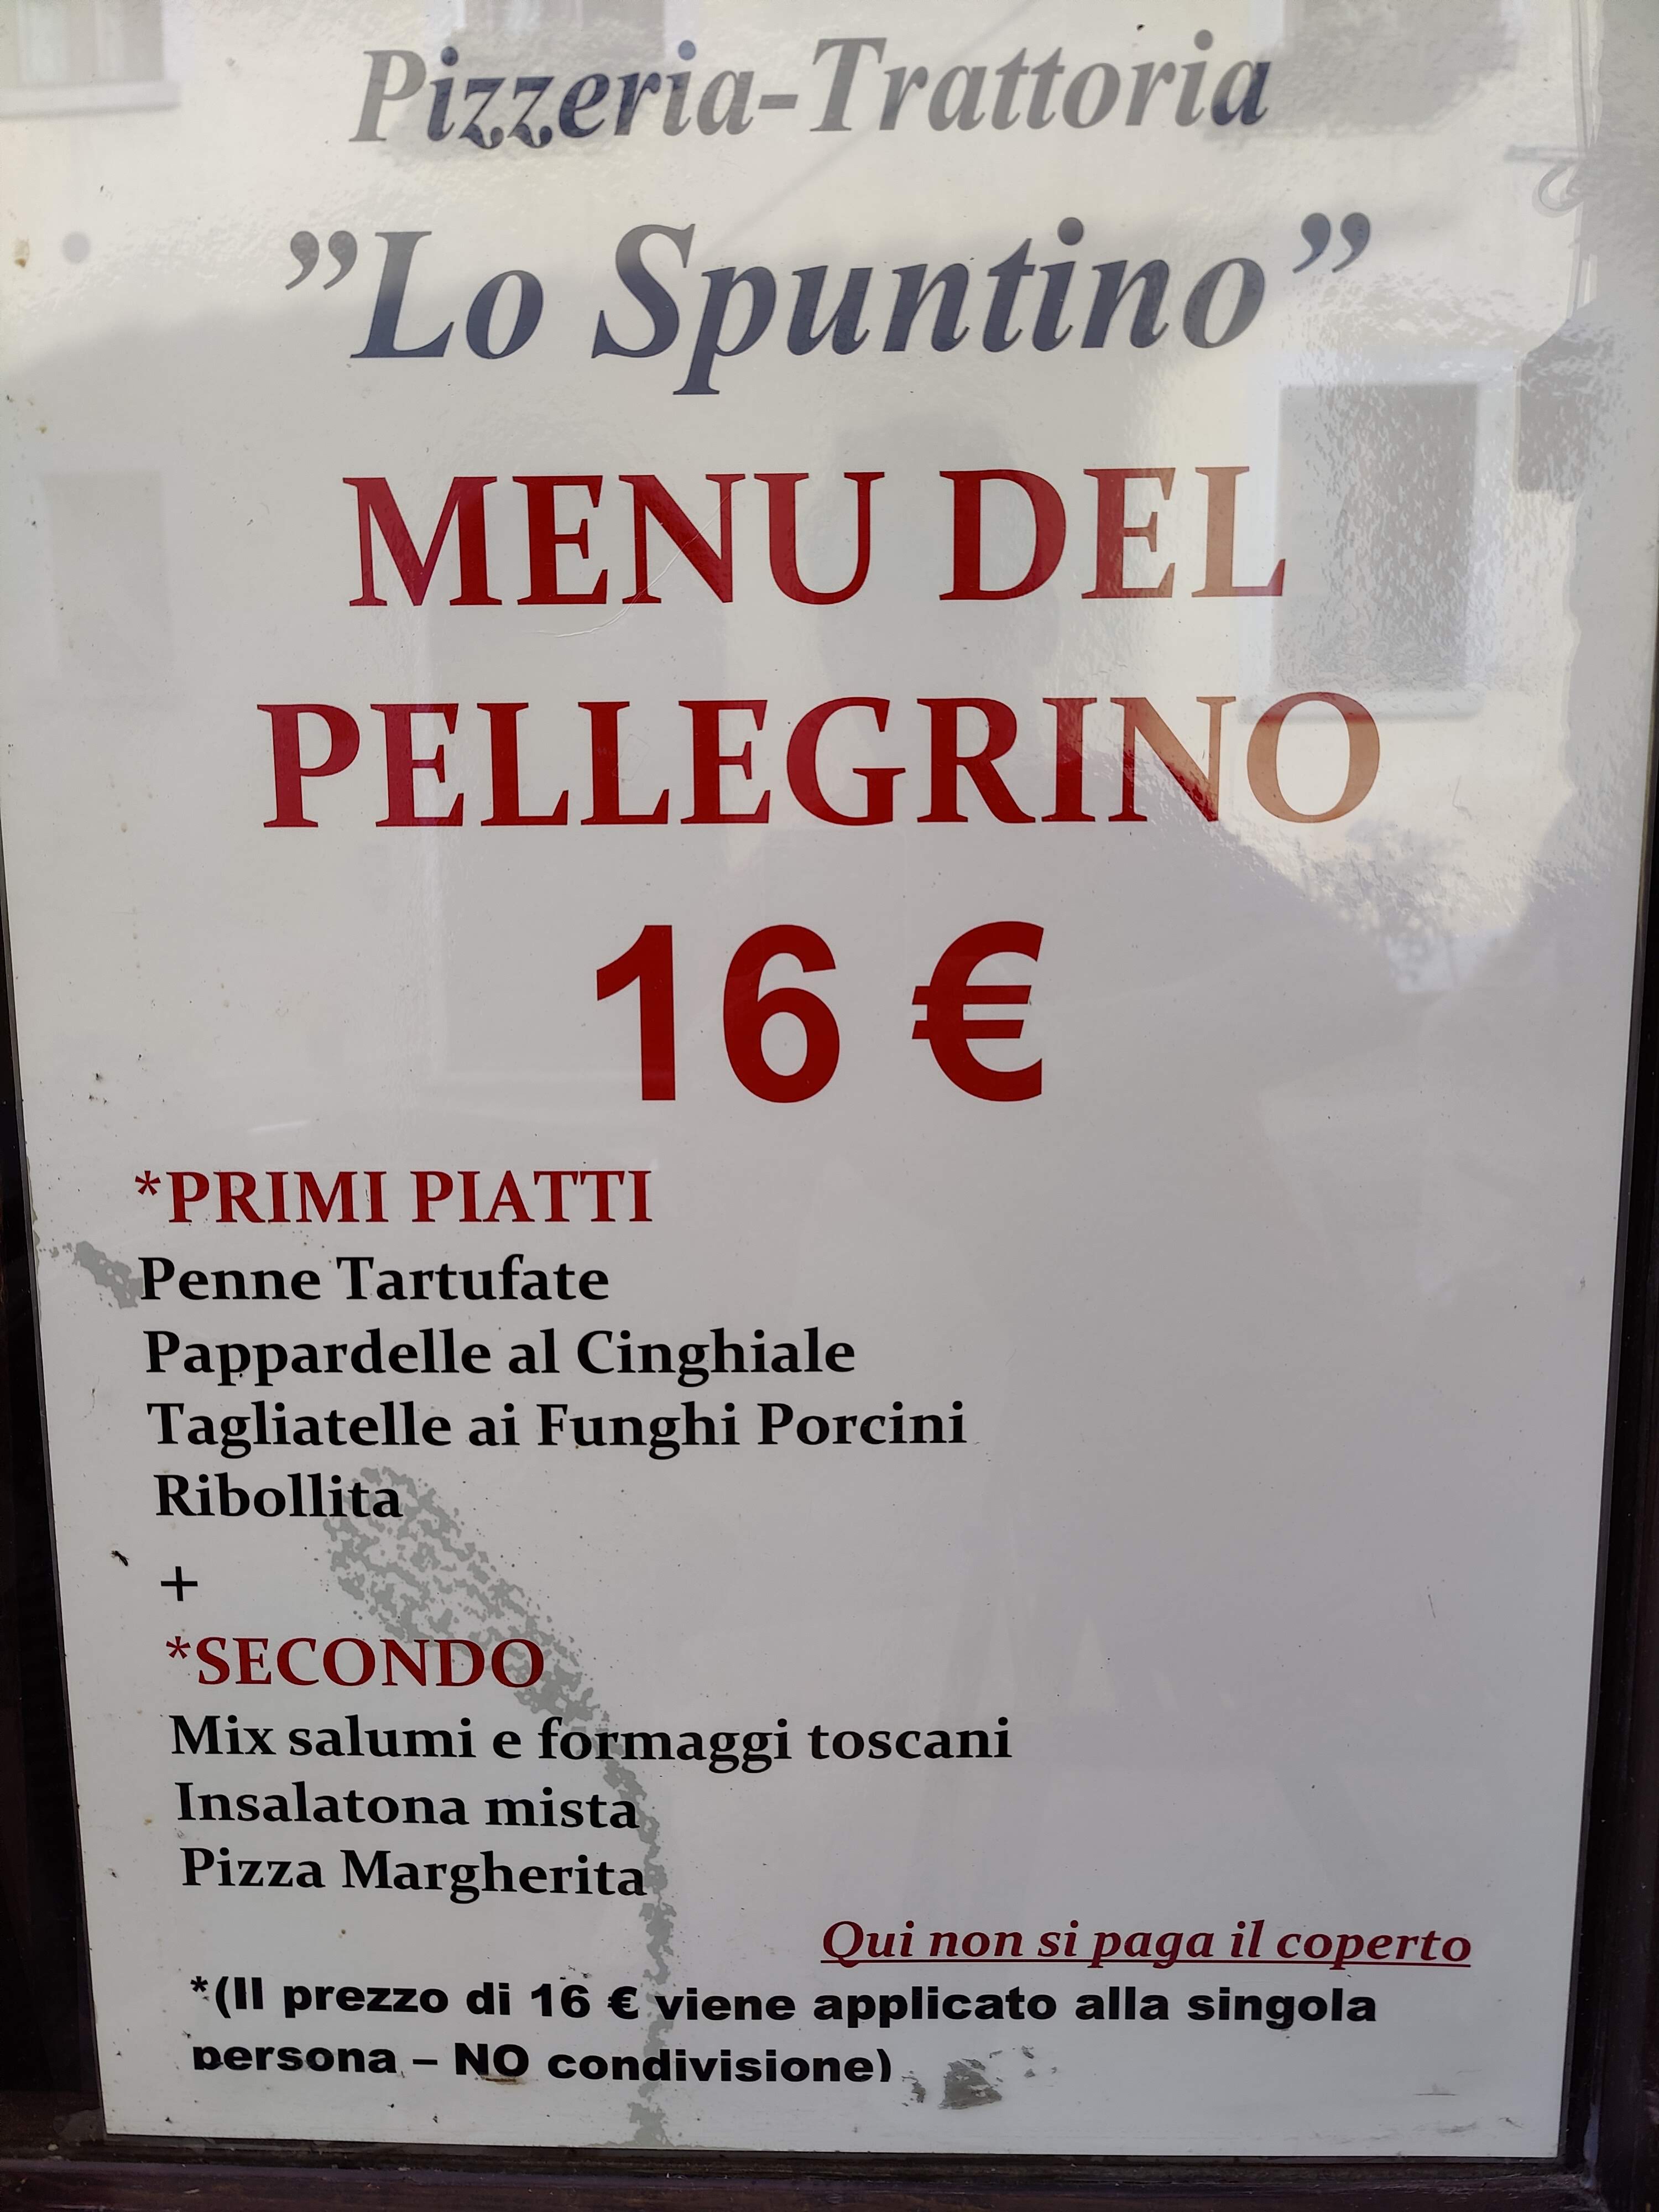 Pizzeria-Trattoria
”Lo Spuntino”
MENU DEL
PELLEGRINO
16 €
*PRIMI PIATTI
Penne Tartufate
Pappardelle al Cinghiale
Tagliatelle ai Funghi Porcini
Ribollita
+
*SECONDO
Mix salumi e formaggi toscani
Insalatona mista
Pizza Margherita
Qui non si paga il coperto
*(Il prezzo di 16 € viene applicato alla singola
persona – NO condivisione)